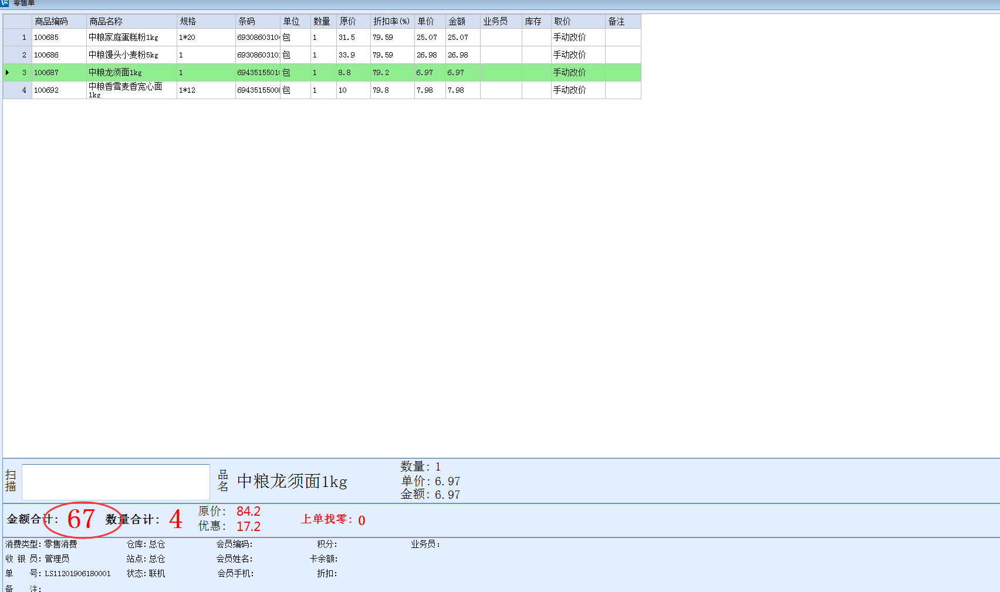 零售单
商品编码 商品名称 规格 条码 单位 数量 原价 折扣率(%) 单价 金额 业务员 库存 取价 备注
1 100685 中粮家庭蛋糕粉1kg 1*20 6930860310 包 1 31.5 79.59 25.07 25.07 手动改价
2 100686 中粮馒头小麦粉5kg 1 6930860310 包 1 33.9 79.59 26.98 26.98 手动改价
3 100687 中粮龙须面1kg 1 694351550 包 1 8.8 79.2 6.97 6.97 手动改价
4 100692 中粮香雪麦香宽心面1kg 1*12 6943515500 包 1 10 79.8 7.98 7.98 手动改价
扫描
品名 中粮龙须面1kg
数量: 1
单价: 6.97
金额: 6.97
金额合计: 67 数量合计: 4
原价: 84.2
优惠: 17.2
上单找零: 0
消费类型: 零售消费 仓库: 总仓 会员编码: 积分: 业务员:
收 银 员: 管理员 站点: 总仓 会员姓名: 卡余额:
单 号: LS11201906180001 状态: 联机 会员手机: 折扣:
备 注: